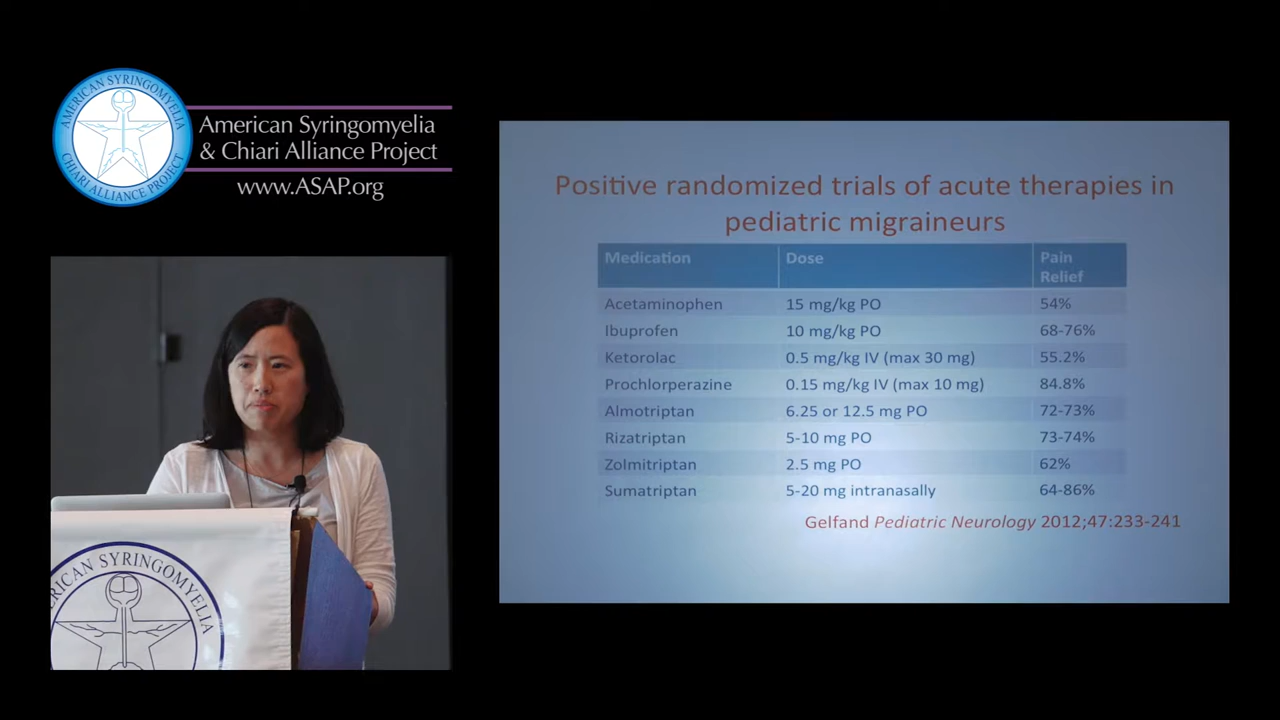 AMERICAN SYRINGOMYELIA
CHIARI ALLIANCE PROJECT
American Syringomyelia
& Chiari Alliance Project
www.ASAP.org
Positive randomized trials of acute therapies in
pediatric migraineurs
Medication Dose Pain Relief
Acetaminophen 15 mg/kg PO 54%
Ibuprofen 10 mg/kg PO 68-76%
Ketorolac 0.5 mg/kg IV (max 30 mg) 55.2%
Prochlorperazine 0.15 mg/kg IV (max 10 mg) 84.8%
Almotriptan 6.25 or 12.5 mg PO 72-73%
Rizatriptan 5-10 mg PO 73-74%
Zolmitriptan 2.5 mg PO 62%
Sumatriptan 5-20 mg intranasally 64-86%
Gelfand Pediatric Neurology 2012;47:233-241
RICAN SYRINGOMYELIA